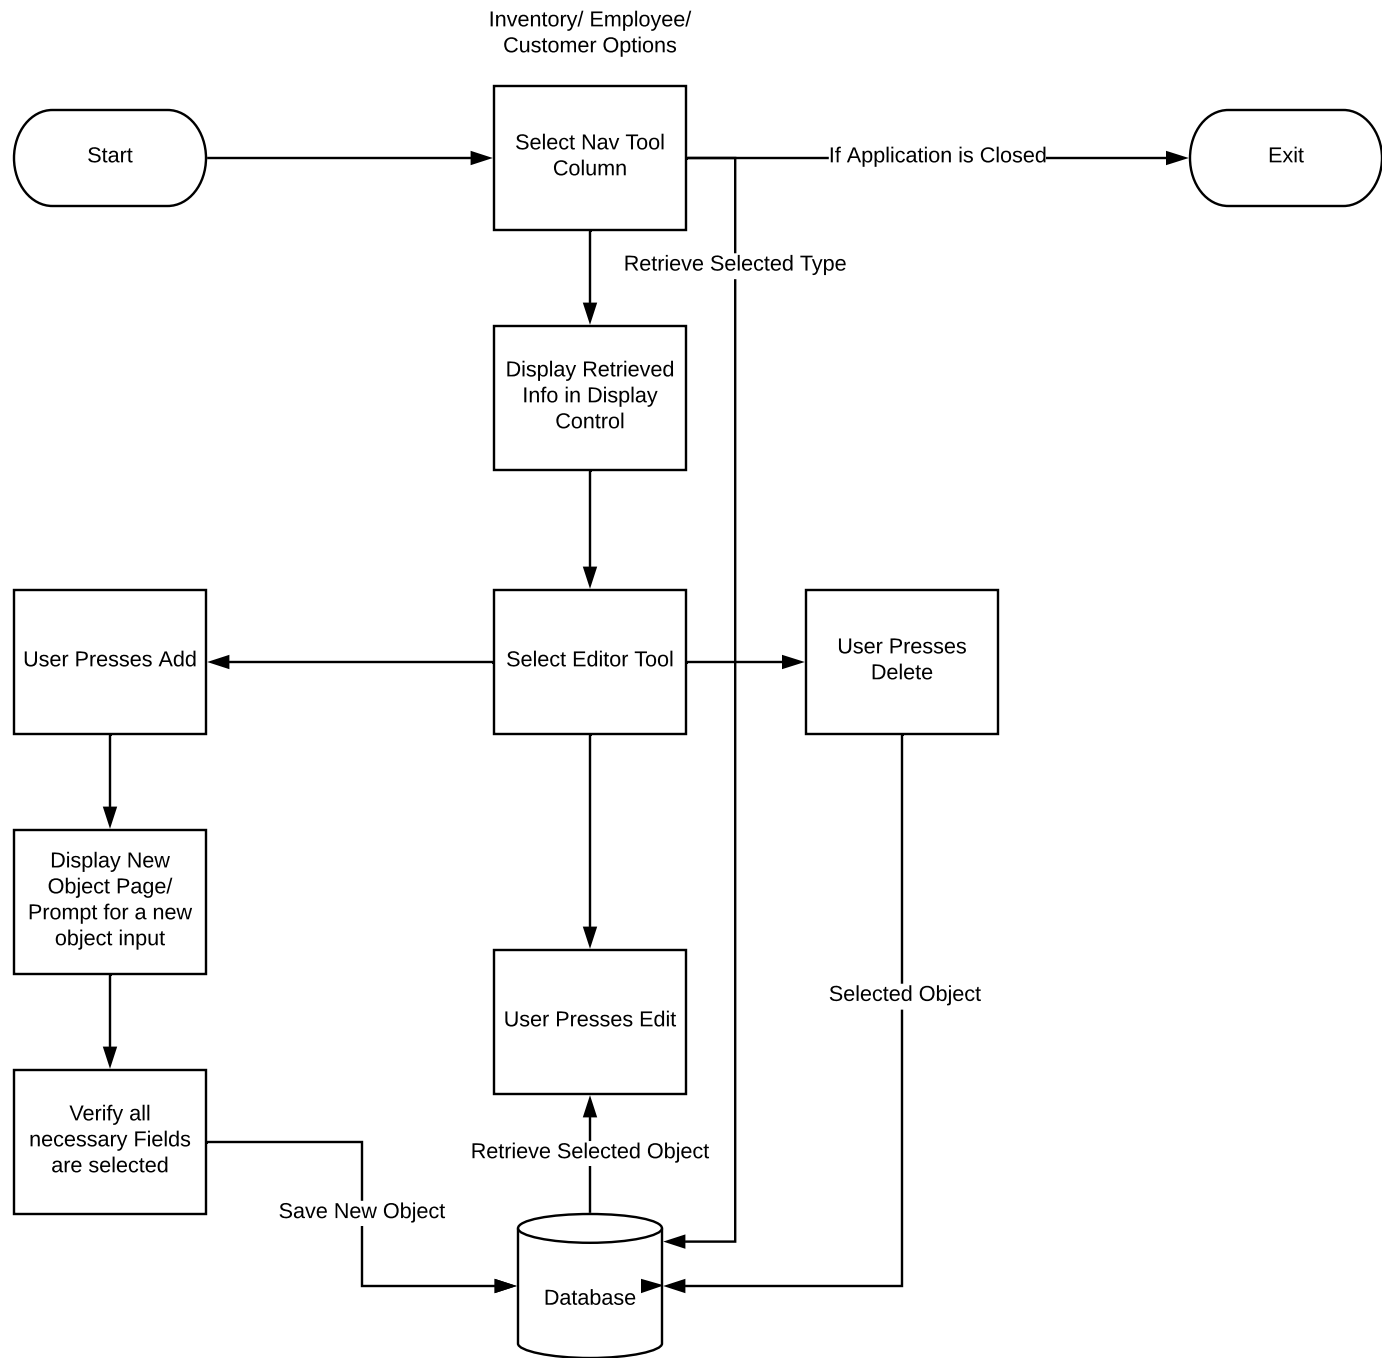 Inventory/ Employee/
Customer Options
Start
Select Nav Tool
Column
If Application is Closed
Exit
Retrieve Selected Type
Display Retrieved
Info in Display
Control
User Presses Add
Select Editor Tool
User Presses
Delete
Display New
Object Page/
Prompt for a new
object input
Selected Object
User Presses Edit
Verify all
necessary Fields
are selected
Retrieve Selected Object
Save New Object
Database